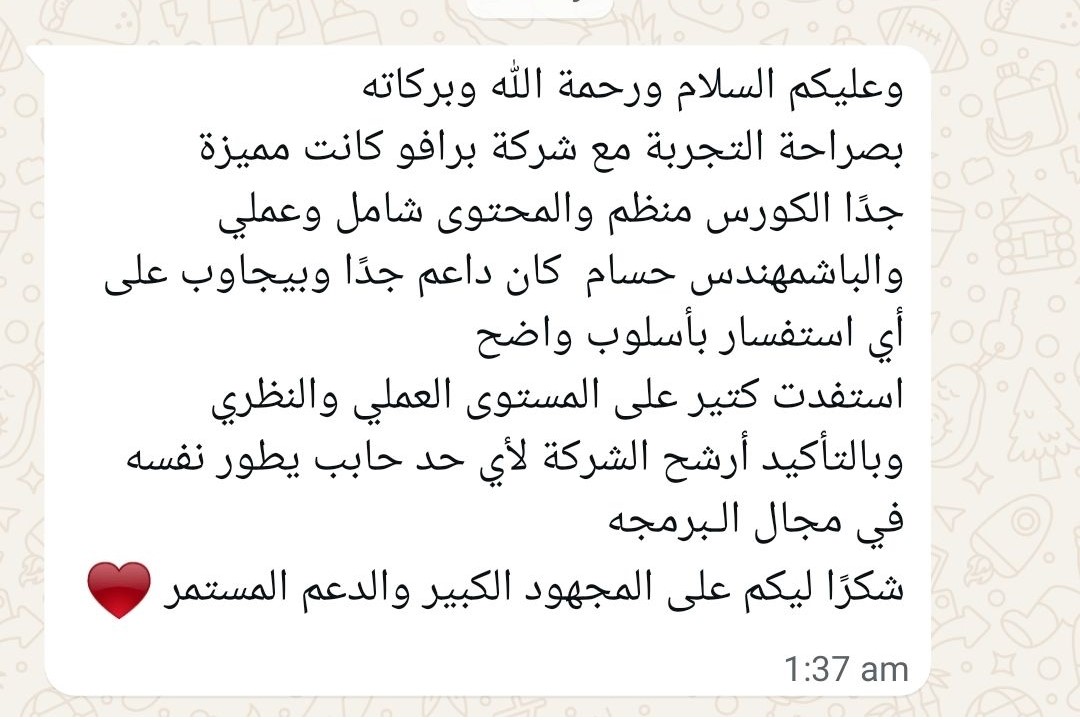 وعليكم السلام ورحمة الله وبركاته
بصراحة التجربة مع شركة برافو كانت مميزة
جدًا الكورس منظم والمحتوى شامل وعملي
والباشمهندس حسام كان داعم جدًا وبيجاوب على
أي استفسار بأسلوب واضح
استفدت كتير على المستوى العملي والنظري
وبالتأكيد أرشح الشركة لأي حد حابب يطور نفسه
في مجال البرمجه
شكرًا ليكم على المجهود الكبير والدعم المستمر ❤️
1:37 am